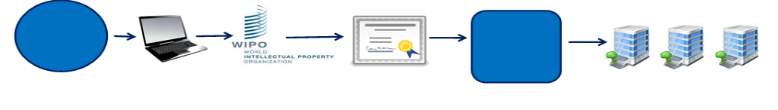 WIPO
WORLD
INTELLECTUAL PROPERTY
ORGANIZATION